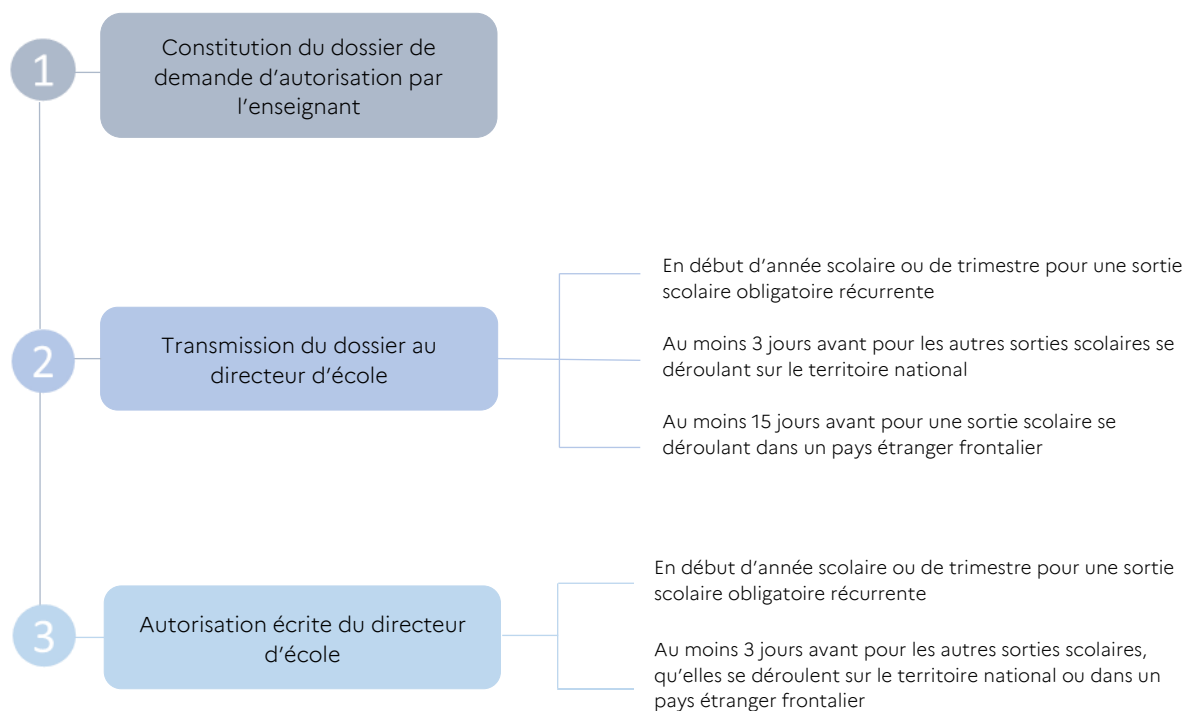 1
Constitution du dossier de
demande d’autorisation par
l’enseignant
2
Transmission du dossier au
directeur d’école
En début d’année scolaire ou de trimestre pour une sortie
scolaire obligatoire récurrente
Au moins 3 jours avant pour les autres sorties scolaires se
déroulant sur le territoire national
Au moins 15 jours avant pour une sortie scolaire se
déroulant dans un pays étranger frontalier
3
Autorisation écrite du directeur
d’école
En début d’année scolaire ou de trimestre pour une sortie
scolaire obligatoire récurrente
Au moins 3 jours avant pour les autres sorties scolaires,
qu’elles se déroulent sur le territoire national ou dans un
pays étranger frontalier